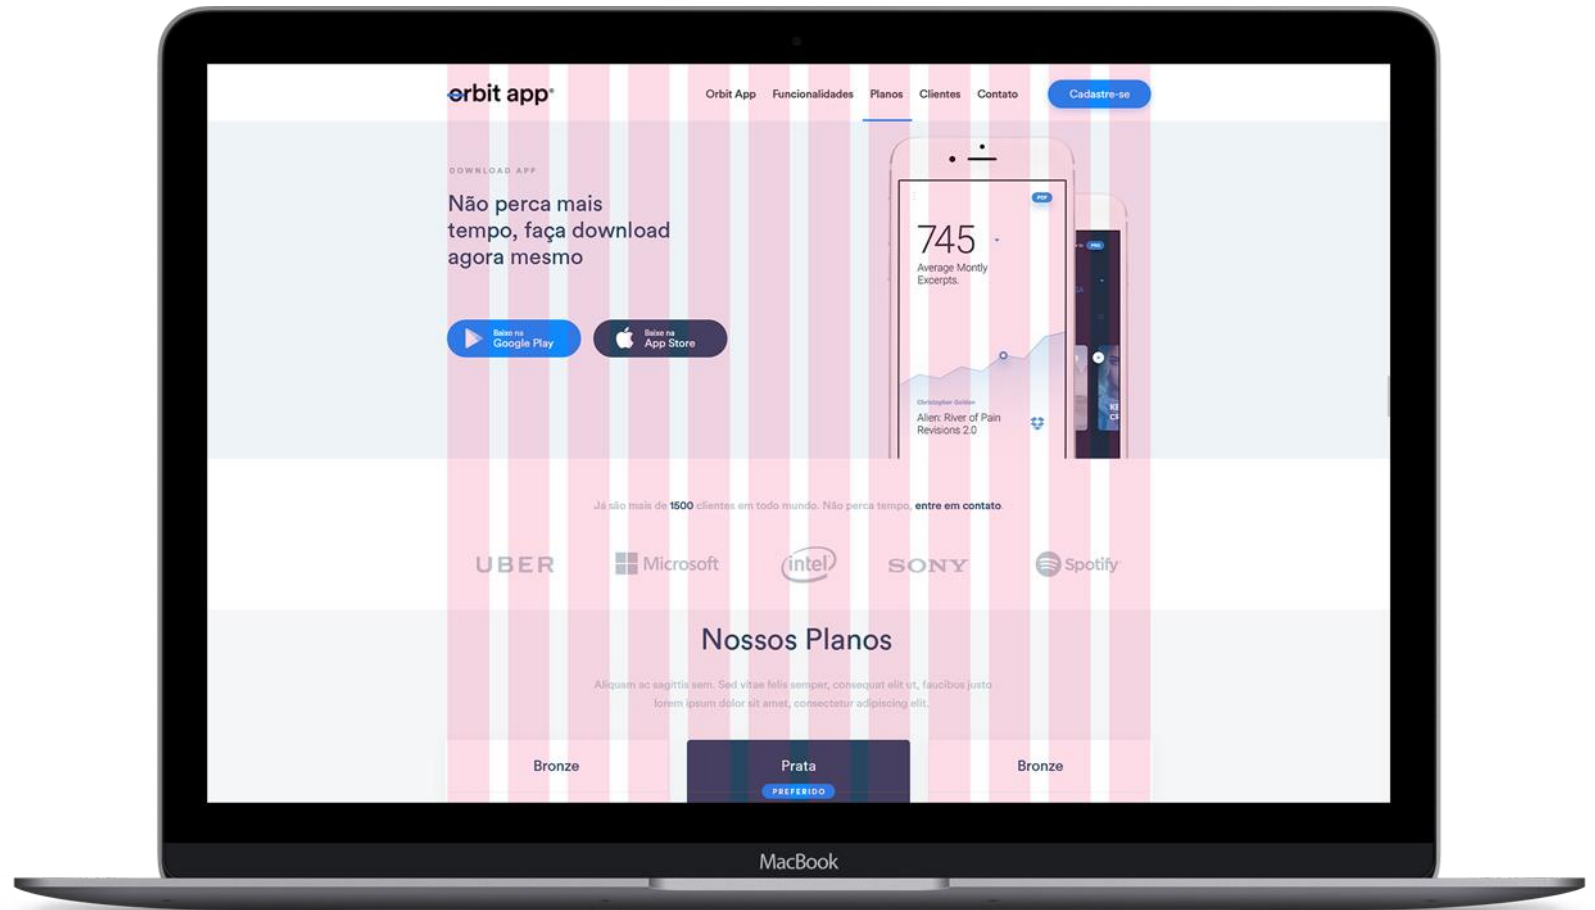 orbit app
Orbit App Funcionalidades Planos Clientes Contato Cadastre-se
DOWNLOAD APP
Não perca mais
tempo, faça download
agora mesmo
Baixe na
Google Play
Baixe na
App Store
PDF
745
Average Montly
Excerpts.
Christopher Golden
Alien: River of Pain
Revisions 2.0
PNG
Já são mais de 1500 clientes em todo mundo. Não perca tempo, entre em contato.
UBER
Microsoft
intel
SONY
Spotify
Nossos Planos
Aliquam ac sagittis sem. Sed vitae felis semper, consequat elit ut, faucibus justo
lorem ipsum dolor sit amet, consectetur adipiscing elit.
Bronze
Prata
PREFERIDO
Bronze
MacBook